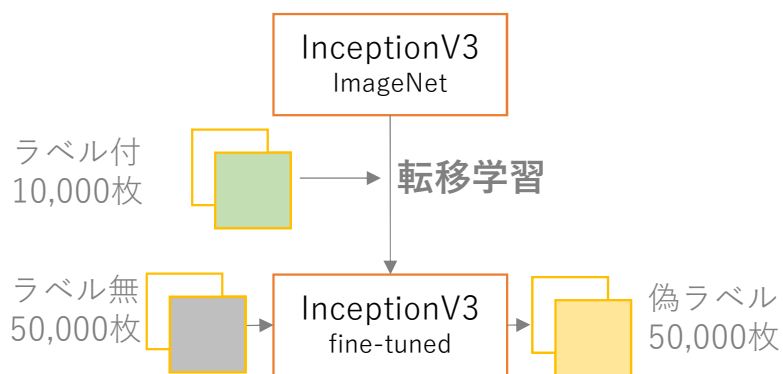 InceptionV3
ImageNet
ラベル付
10,000枚
転移学習
ラベル無
50,000枚
InceptionV3
fine-tuned
偽ラベル
50,000枚